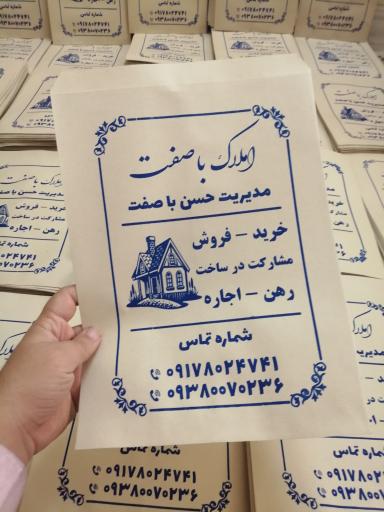 املاک با صفت
مدیریت حسن با صفت
خرید - فروش
مشارکت در ساخت
رهن - اجاره
شماره تماس
۰۹۱۷۸۰۲۴۷۴۱
۰۹۳۸۰۰۷۰۲۳۶